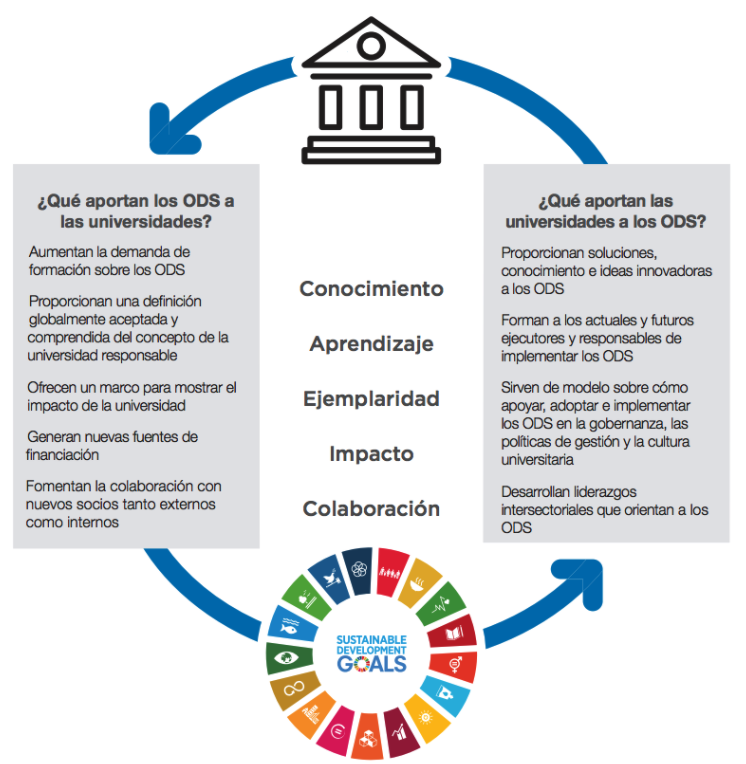 ¿Qué aportan los ODS a
las universidades?
Aumentan la demanda de
formación sobre los ODS
Proporcionan una definición
globalmente aceptada y
comprendida del concepto de la
universidad responsable
Ofrecen un marco para mostrar el
impacto de la universidad
Generan nuevas fuentes de
financiación
Fomentan la colaboración con
nuevos socios tanto externos
como internos
Conocimiento
Aprendizaje
Ejemplaridad
Impacto
Colaboración
¿Qué aportan las
universidades a los ODS?
Proporcionan soluciones,
conocimiento e ideas innovadoras
a los ODS
Forman a los actuales y futuros
ejecutores y responsables de
implementar los ODS
Sirven de modelo sobre cómo
apoyar, adoptar e implementar
los ODS en la gobernanza, las
políticas de gestión y la cultura
universitaria
Desarrollan liderazgos
intersectoriales que orientan a los
ODS
SUSTAINABLE
DEVELOPMENT
GOALS